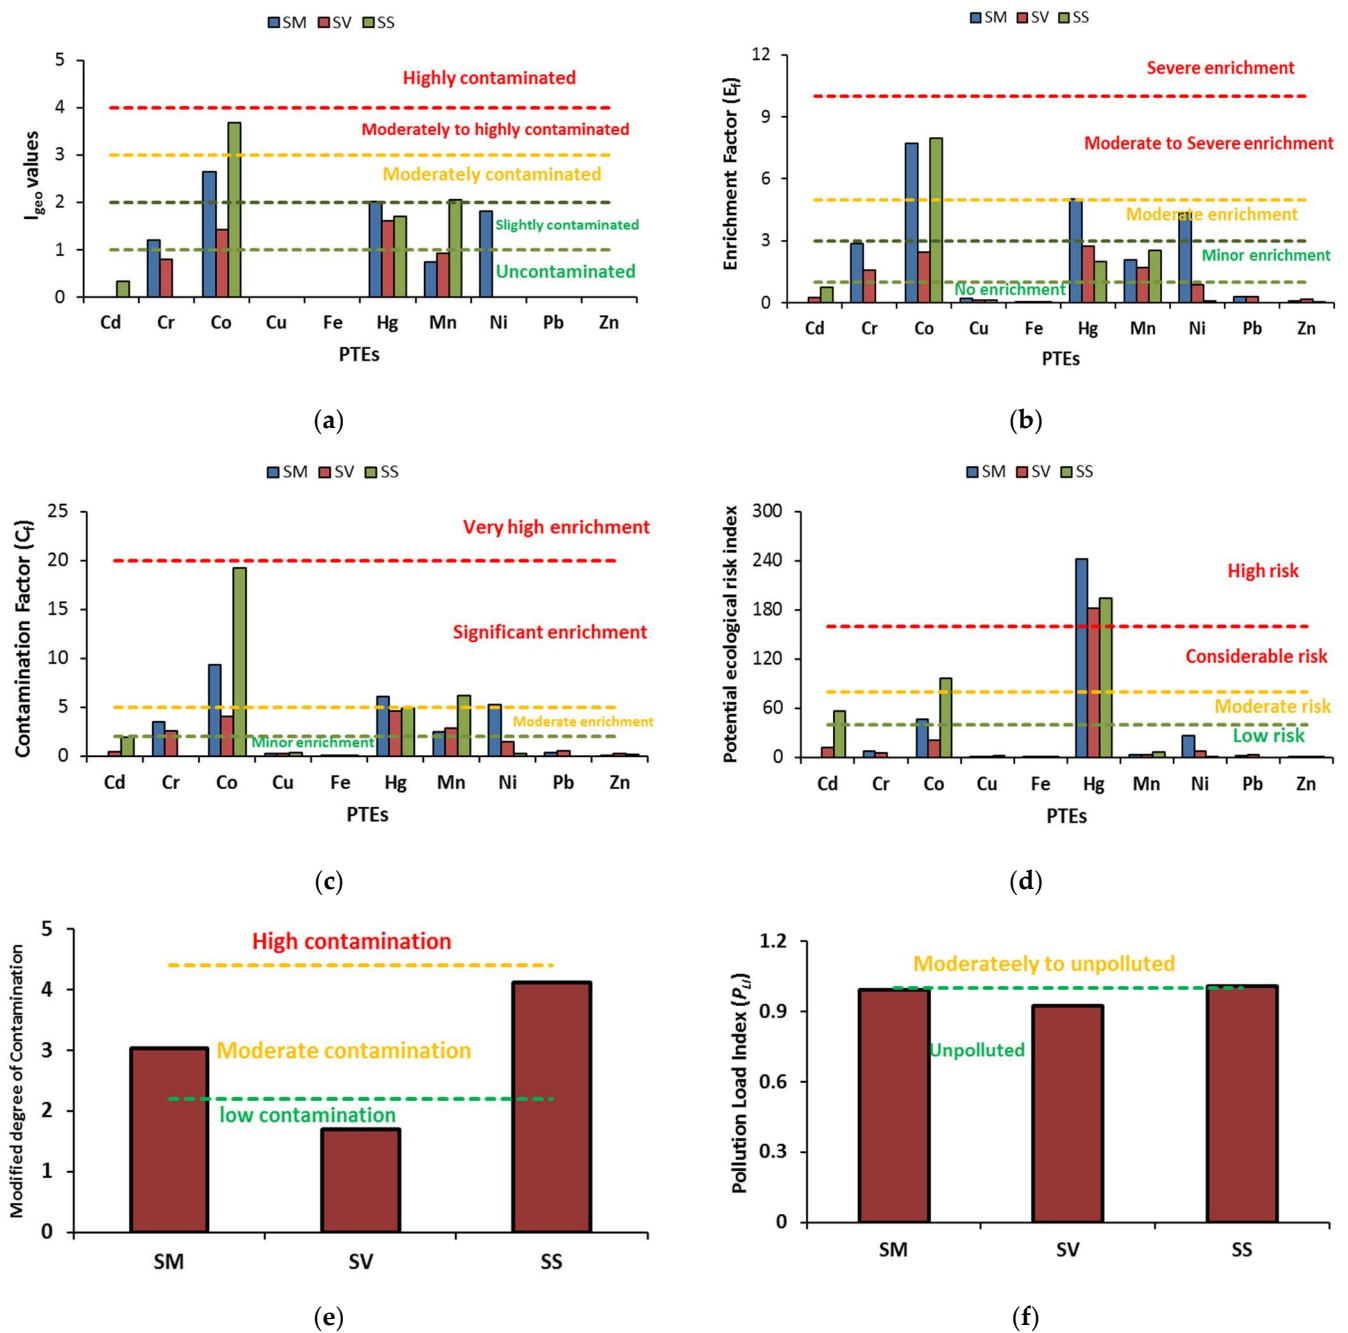 SM SV SS
5
4
3
2
1
0
I_geo values
Highly contaminated
Moderately to highly contaminated
Moderately contaminated
Slightly contaminated
Uncontaminated
Cd Cr Co Cu Fe Hg Mn Ni Pb Zn
PTEs
(a)
SM SV SS
12
9
6
3
0
Enrichment Factor (E_f)
Severe enrichment
Moderate to Severe enrichment
Moderate enrichment
Minor enrichment
No enrichment
Cd Cr Co Cu Fe Hg Mn Ni Pb Zn
PTEs
(b)
SM SV SS
25
20
15
10
5
0
Contamination Factor (C_f)
Very high enrichment
Significant enrichment
Moderate enrichment
Minor enrichment
Cd Cr Co Cu Fe Hg Mn Ni Pb Zn
PTEs
(c)
SM SV SS
300
240
180
120
60
0
Potential ecological risk index
High risk
Considerable risk
Moderate risk
Low risk
Cd Cr Co Cu Fe Hg Mn Ni Pb Zn
PTEs
(d)
5
4
3
2
1
0
Modified degree of Contamination
High contamination
Moderate contamination
low contamination
SM SV SS
(e)
1.2
0.9
0.6
0.3
0
Pollution Load Index (P_LI)
Moderateely to unpolluted
Unpolluted
SM SV SS
(f)